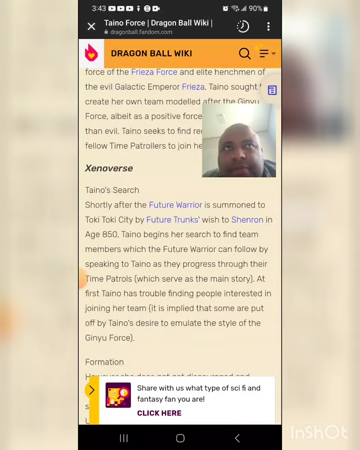 3:43
90%
Taino Force | Dragon Ball Wiki |
dragonball.fandom.com
DRAGON BALL WIKI
force of the Frieza Force and elite henchmen of
the evil Galactic Emperor Frieza. Taino sought
create her own team modelled after the Ginyu
Force, albeit as a positive force
than evil. Taino seeks to find
fellow Time Patrollers to join
Xenoverse
Taino's Search
Shortly after the Future Warrior is summoned to
Toki Toki City by Future Trunks' wish to Shenron in
Age 850, Taino begins her search to find team
members which the Future Warrior can follow by
speaking to Taino as they progress through their
Time Patrols (which serve as the main story). At
first Taino has trouble finding people interested in
joining her team (it is implied that some are put
off by Taino's desire to emulate the style of the
Ginyu Force).
Formation
However she does not get discouraged and
Share with us what type of sci fi and
fantasy fan you are!
CLICK HERE
InShOt